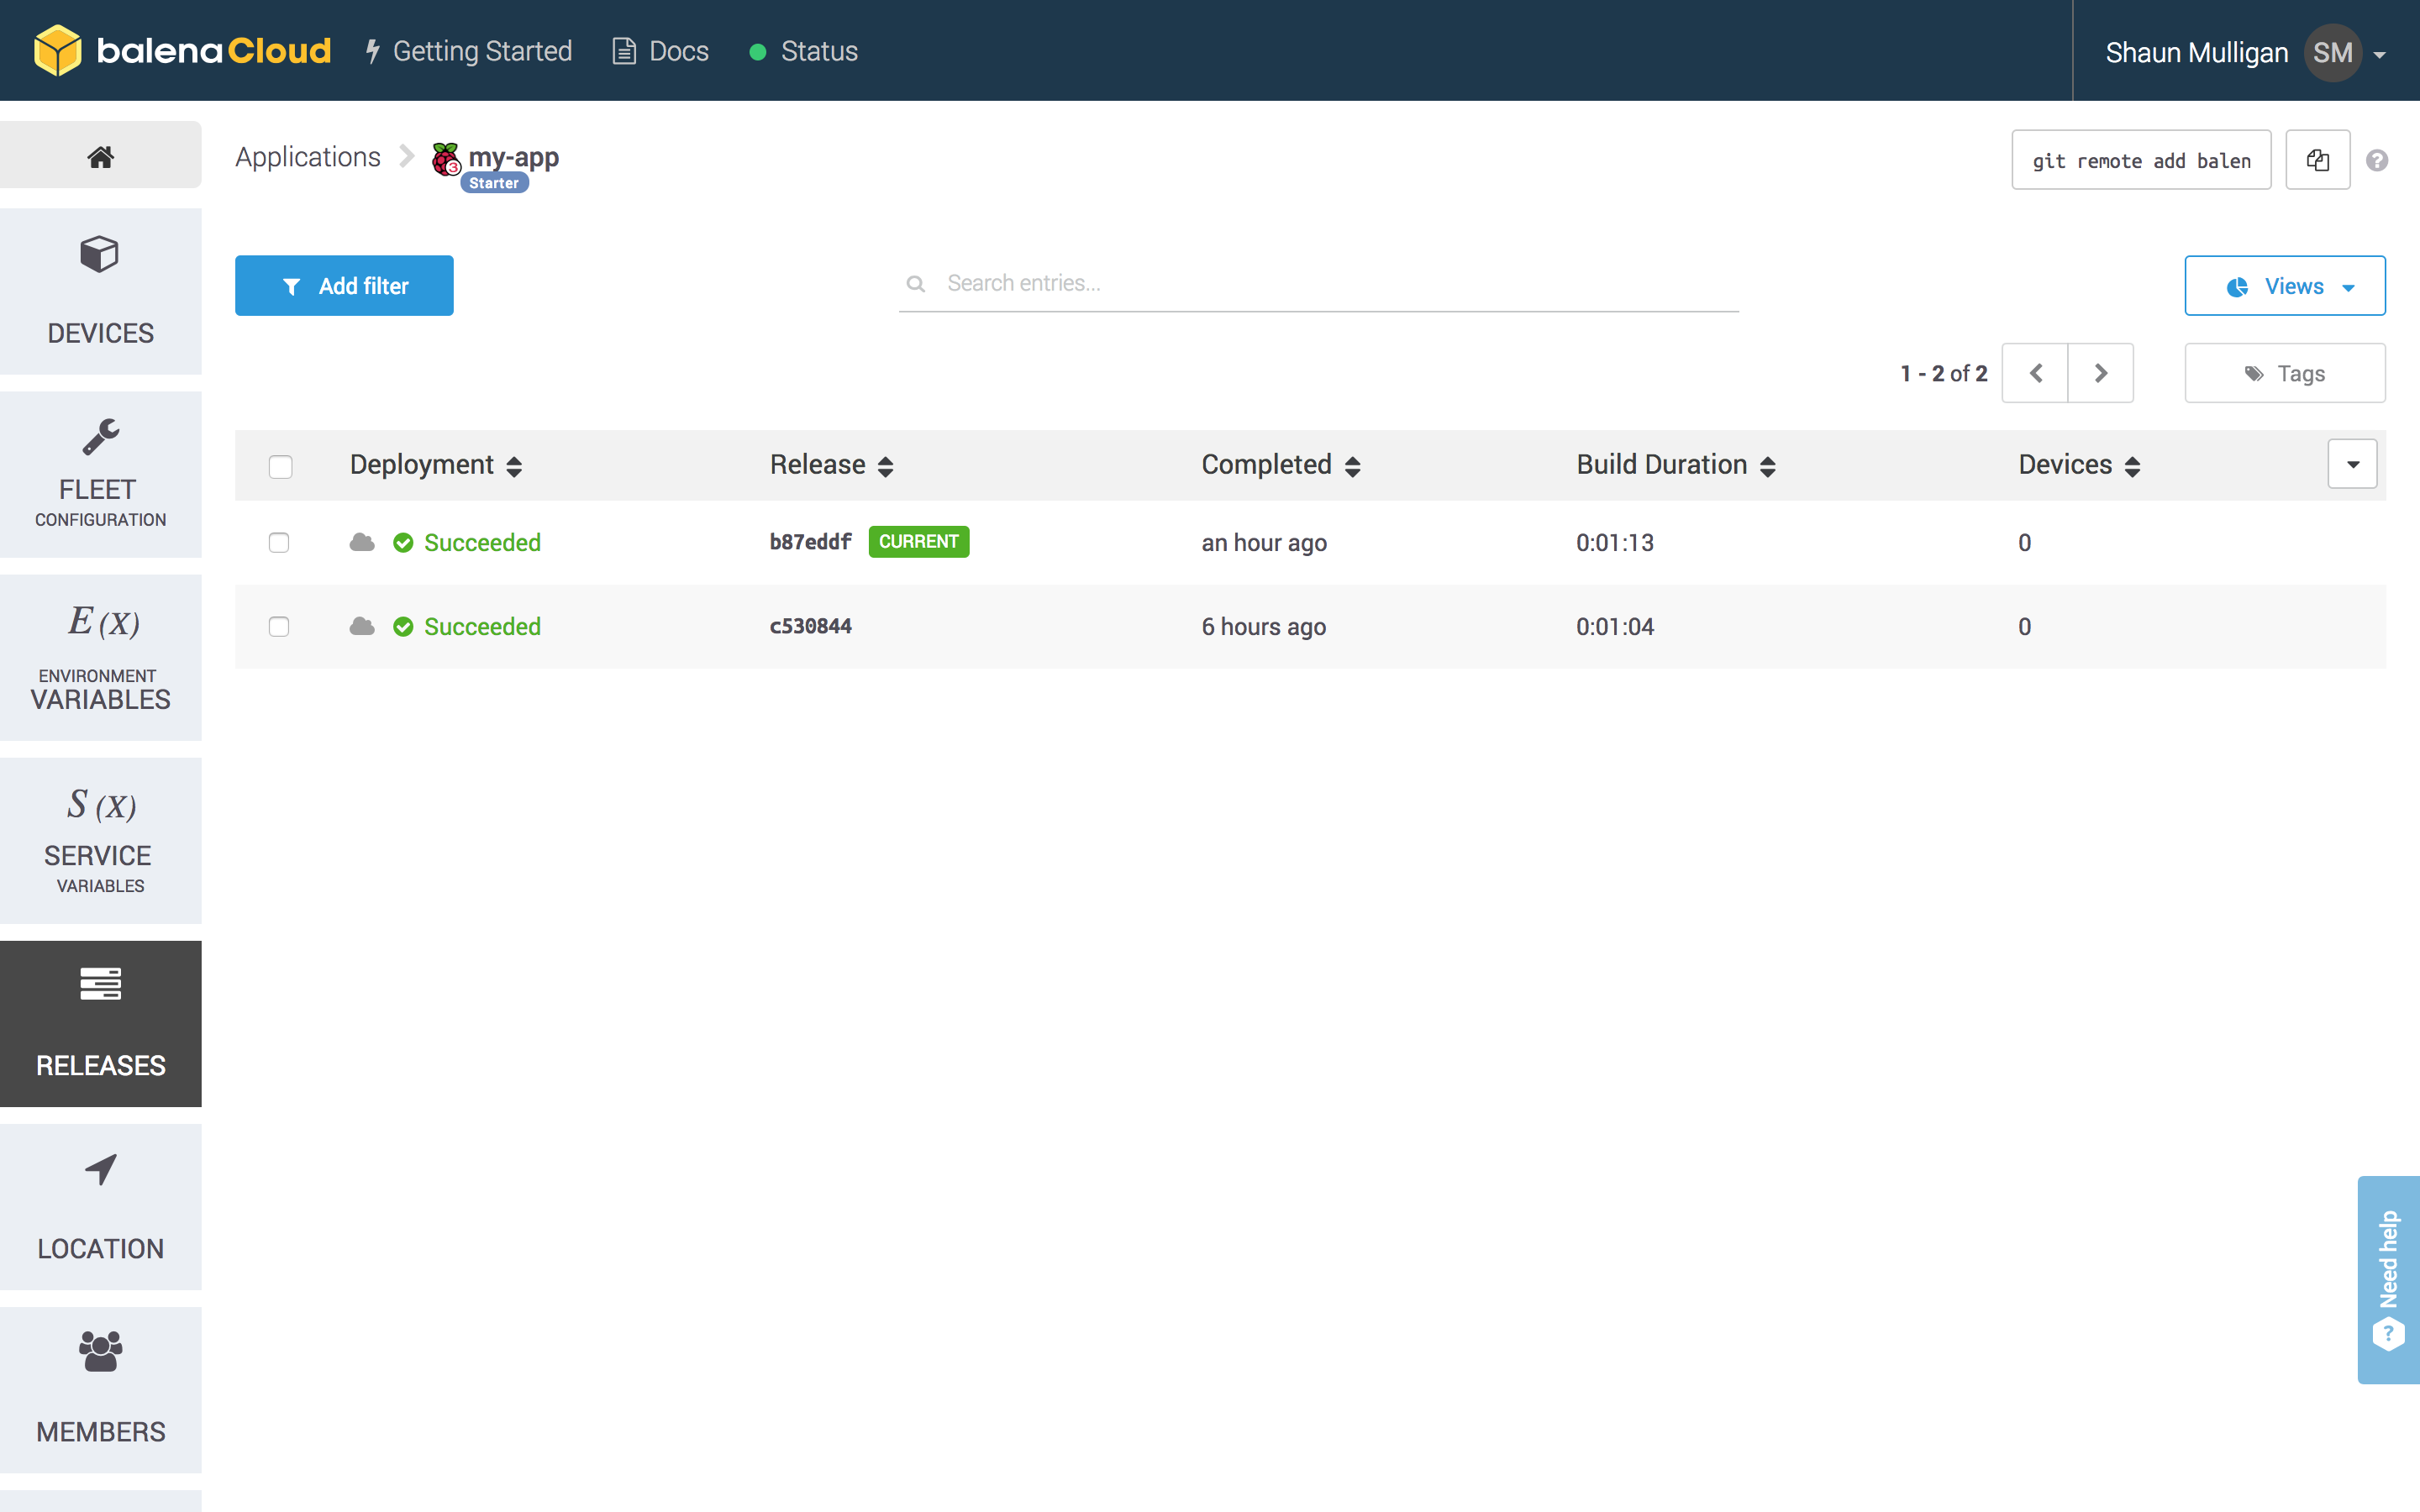 balenaCloud Getting Started Docs Status Shaun Mulligan SM
Applications my-app
3
Starter
git remote add balen
?
DEVICES
FLEET
CONFIGURATION
E (X)
ENVIRONMENT
VARIABLES
S (X)
SERVICE
VARIABLES
RELEASES
LOCATION
MEMBERS
Add filter Search entries... Views
1 - 2 of 2 Tags
Deployment Release Completed Build Duration Devices
Succeeded b87eddf CURRENT an hour ago 0:01:13 0
Succeeded c530844 6 hours ago 0:01:04 0
Need help
?